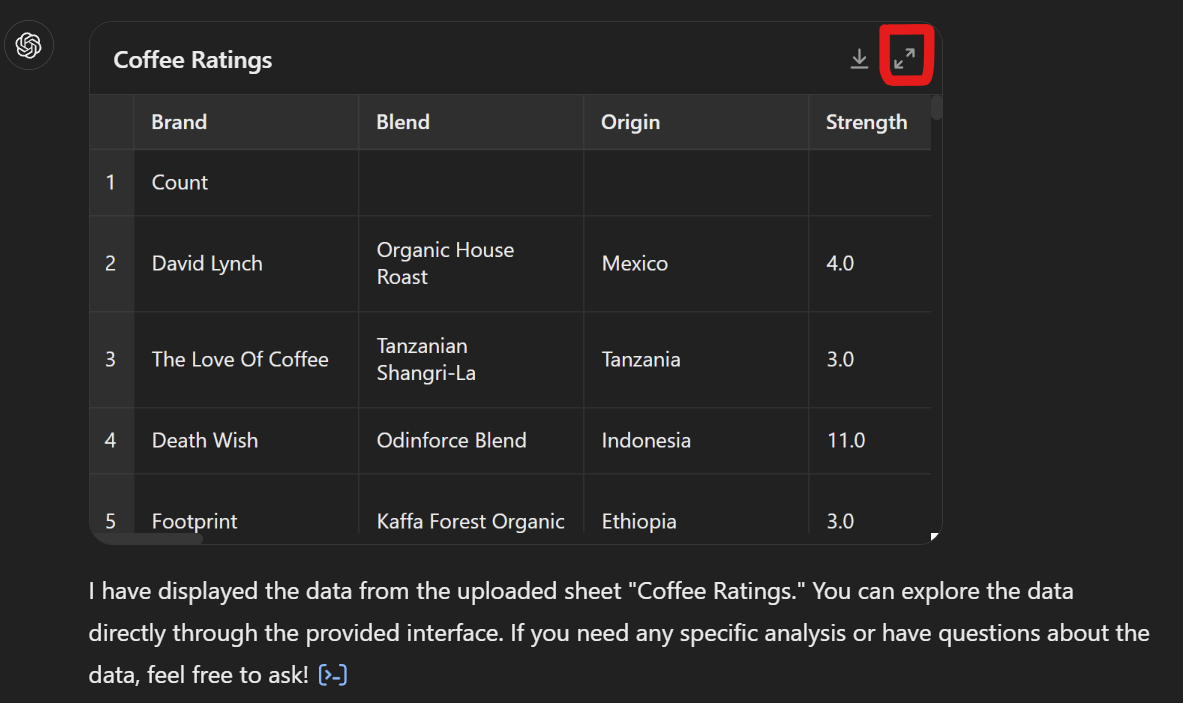 Coffee Ratings
Brand Blend Origin Strength
1 Count
2 David Lynch Organic House Roast Mexico 4.0
3 The Love Of Coffee Tanzanian Shangri-La Tanzania 3.0
4 Death Wish Odinforce Blend Indonesia 11.0
5 Footprint Kaffa Forest Organic Ethiopia 3.0
I have displayed the data from the uploaded sheet "Coffee Ratings." You can explore the data
directly through the provided interface. If you need any specific analysis or have questions about the
data, feel free to ask! [>_]